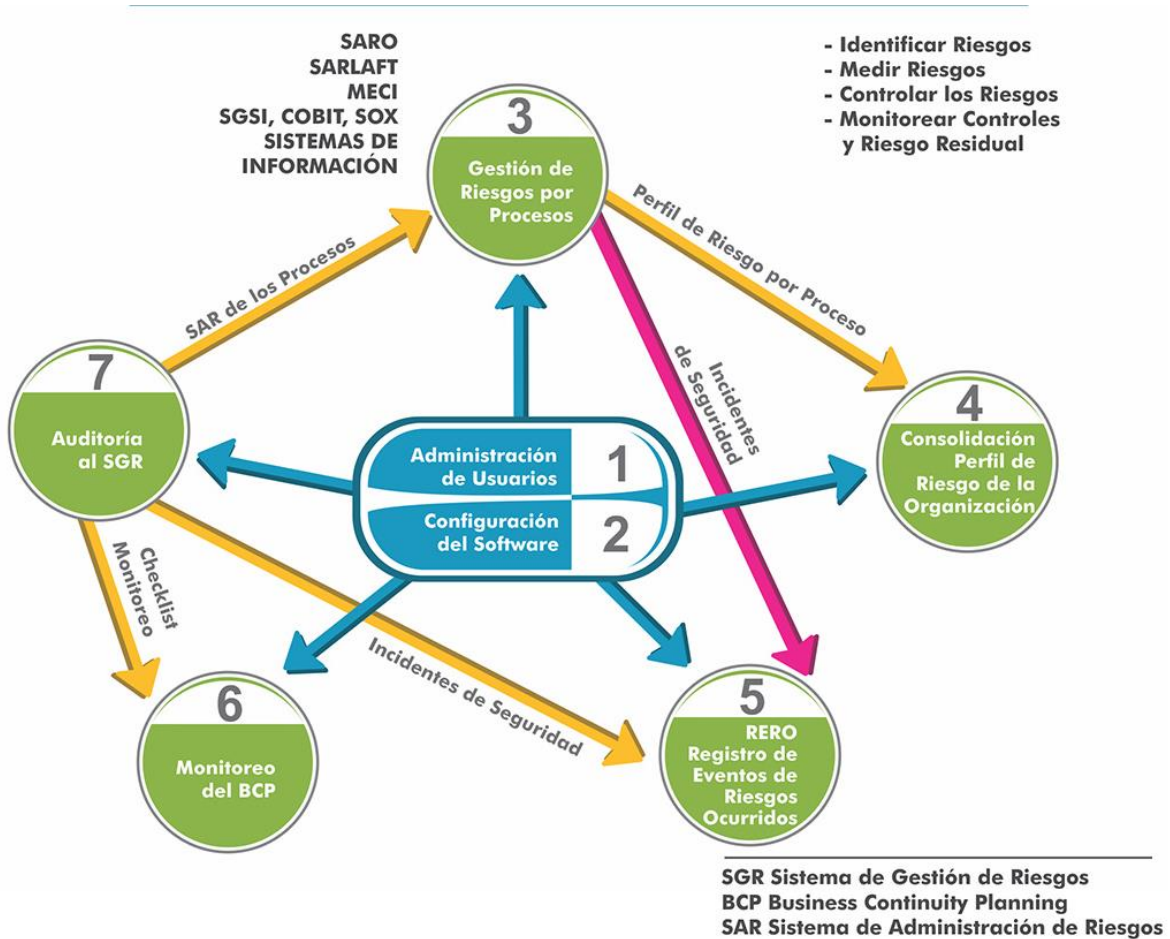 SARO
SARLAFT
MECI
SGSI, COBIT, SOX
SISTEMAS DE
INFORMACIÓN
- Identificar Riesgos
- Medir Riesgos
- Controlar los Riesgos
- Monitorear Controles
y Riesgo Residual
3
Gestión de
Riesgos por
Procesos
SAR de los Procesos
Perfil de Riesgo por Proceso
Incidentes
de Seguridad
7
Auditoría
al SGR
4
Consolidación
Perfil de
Riesgo de la
Organización
Administración
de Usuarios
1
Configuración
del Software
2
Checklist
Monitoreo
Incidentes de Seguridad
6
Monitoreo
del BCP
5
RERO
Registro de
Eventos de
Riesgos
Ocurridos
SGR Sistema de Gestión de Riesgos
BCP Business Continuity Planning
SAR Sistema de Administración de Riesgos